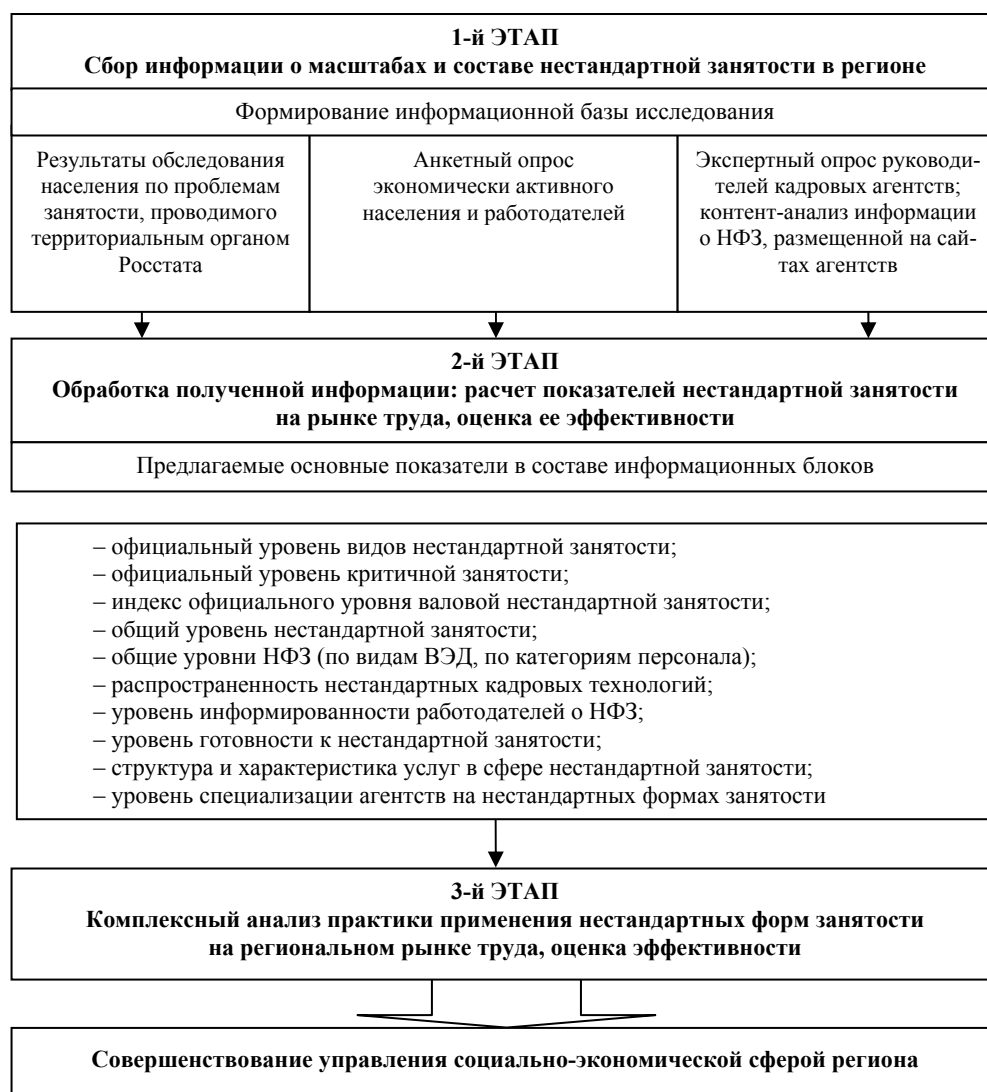 1-й ЭТАП
Сбор информации о масштабах и составе нестандартной занятости в регионе
Формирование информационной базы исследования
Результаты обследования
населения по проблемам
занятости, проводимого
территориальным органом
Росстата
Анкетный опрос
экономически активного
населения и работодателей
Экспертный опрос руководи-
телей кадровых агентств;
контент-анализ информации
о НФЗ, размещенной на сай-
тах агентств
2-й ЭТАП
Обработка полученной информации: расчет показателей нестандартной занятости
на рынке труда, оценка ее эффективности
Предлагаемые основные показатели в составе информационных блоков
– официальный уровень видов нестандартной занятости;
– официальный уровень критичной занятости;
– индекс официального уровня валовой нестандартной занятости;
– общий уровень нестандартной занятости;
– общие уровни НФЗ (по видам ВЭД, по категориям персонала);
– распространенность нестандартных кадровых технологий;
– уровень информированности работодателей о НФЗ;
– уровень готовности к нестандартной занятости;
– структура и характеристика услуг в сфере нестандартной занятости;
– уровень специализации агентств на нестандартных формах занятости
3-й ЭТАП
Комплексный анализ практики применения нестандартных форм занятости
на региональном рынке труда, оценка эффективности
Совершенствование управления социально-экономической сферой региона